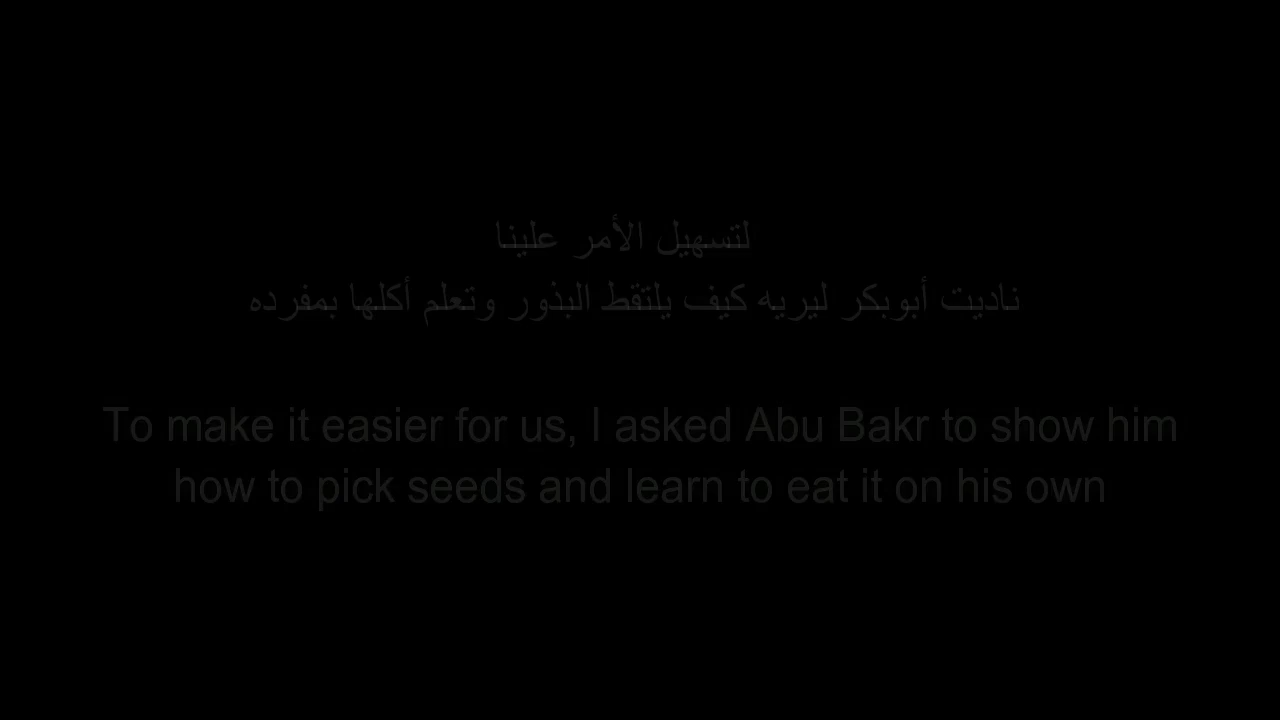 لتسهيل الأمر علينا
ناديت أبوبكر ليريه كيف يلتقط البذور وتعلم أكلها بمفرده
To make it easier for us, I asked Abu Bakr to show him
how to pick seeds and learn to eat it on his own